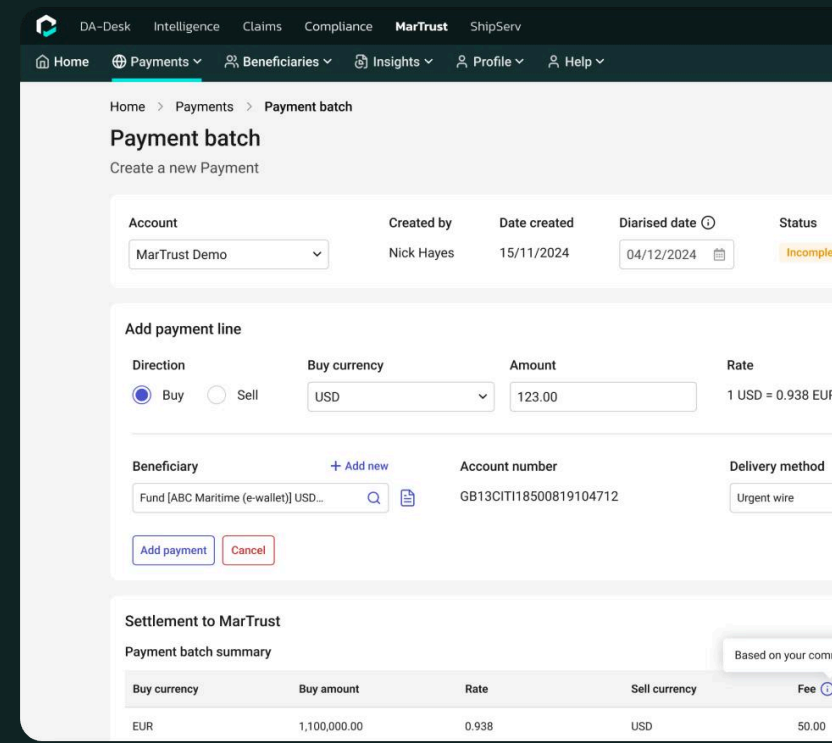 DA-Desk Intelligence Claims Compliance MarTrust ShipServ
Home Payments Beneficiaries Insights Profile Help
Home > Payments > Payment batch
Payment batch
Create a new Payment
Account Created by Date created Diarised date Status
MarTrust Demo Nick Hayes 15/11/2024 04/12/2024 Incomple
Add payment line
Direction Buy currency Amount Rate
Buy Sell USD 123.00 1 USD = 0.938 EUR
Beneficiary + Add new Account number Delivery method
Fund [ABC Maritime (e-wallet)] USD... GB13CITI18500819104712 Urgent wire
Add payment Cancel
Settlement to MarTrust
Payment batch summary
Based on your com
Buy currency Buy amount Rate Sell currency Fee
EUR 1,100,000.00 0.938 USD 50.00